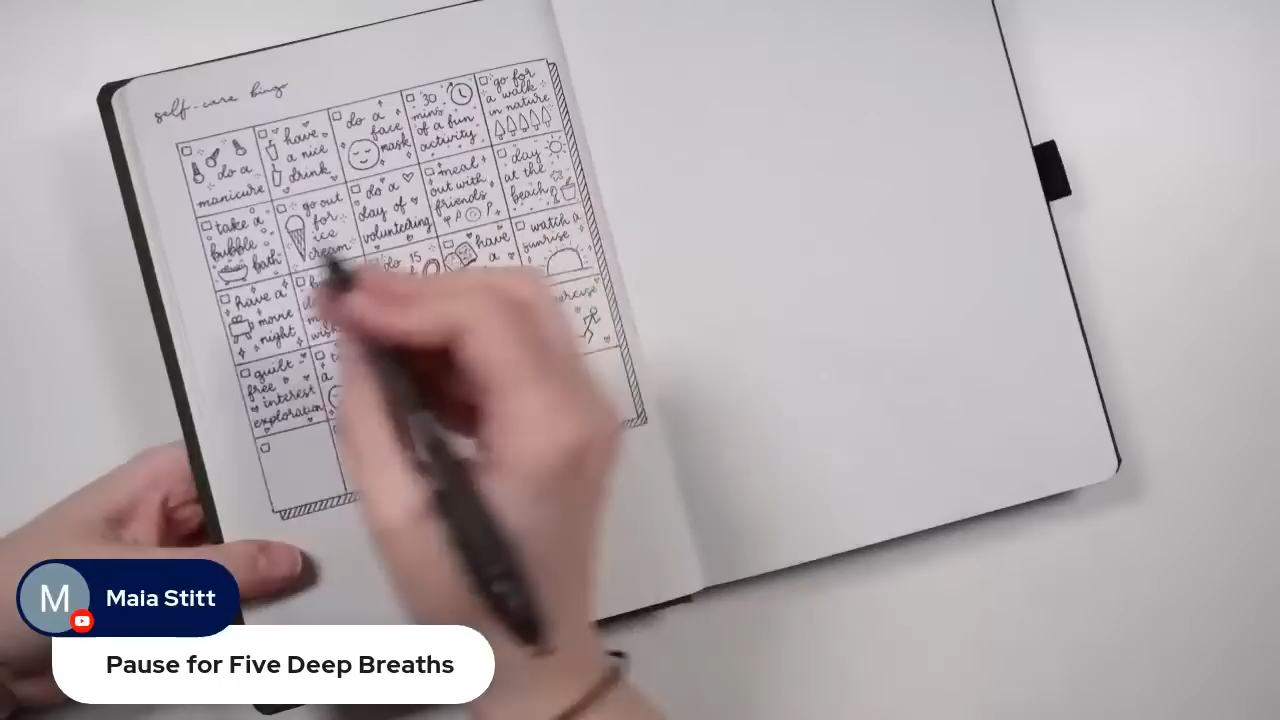 self-care bingo
do a
manicure
have
a nice
drink
do a
face
mask
30
mins
of a fun
activity
go for
a walk
in nature
take a
bubble
bath
go out
for
ice
cream
do a
day of
volunteering
meal
out with
friends
day
at the
beach
have a
movie
night
do 15
have
a
watch a
sunrise
guilt
free
interest
exploration
a
M
Maia Stitt
Pause for Five Deep Breaths